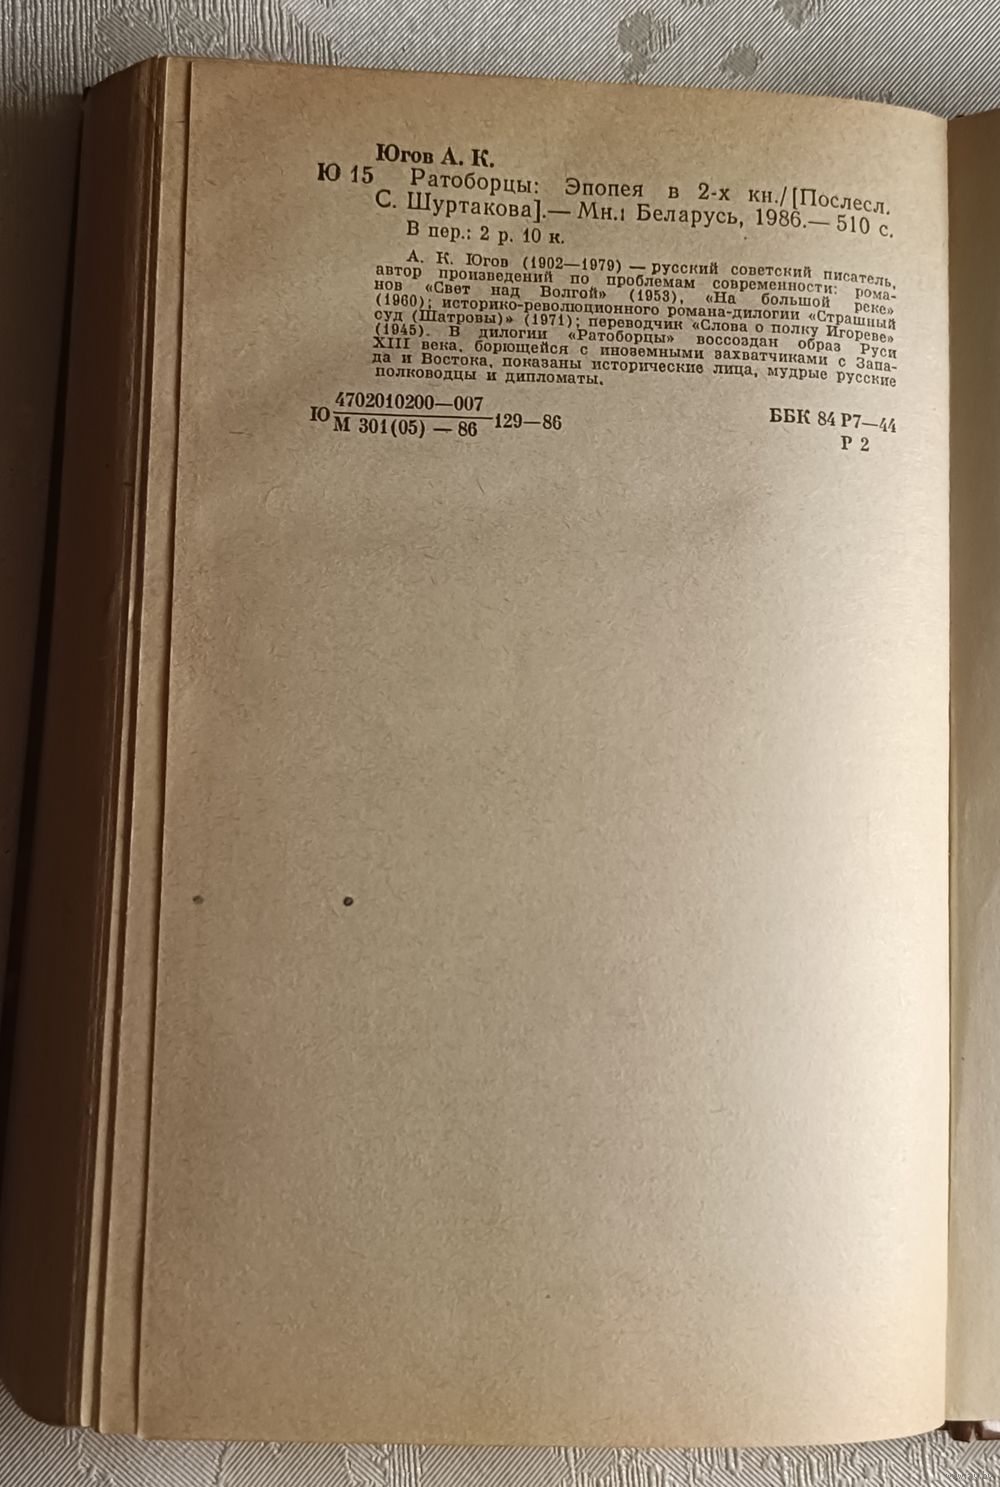 Югов А. К.
Ю 15 Ратоборцы: Эпопея в 2-х кн./[Послесл.
С. Шуртакова].— Мн.: Беларусь, 1986.— 510 с.
В пер.: 2 р. 10 к.
А. К. Югов (1902—1979) — русский советский писатель,
автор произведений по проблемам современности: рома-
нов «Свет над Волгой» (1953), «На большой реке»
(1960); историко-революционного романа-дилогии «Страшный
суд (Шатровы)» (1971); переводчик «Слова о полку Игореве»
(1945). В дилогии «Ратоборцы» воссоздан образ Руси
XIII века, борющейся с иноземными захватчиками с Запа-
да и Востока, показаны исторические лица, мудрые русские
полководцы и дипломаты.
Ю 4702010200—007 129—86 ББК 84 Р7—44
М 301(05) — 86 Р 2